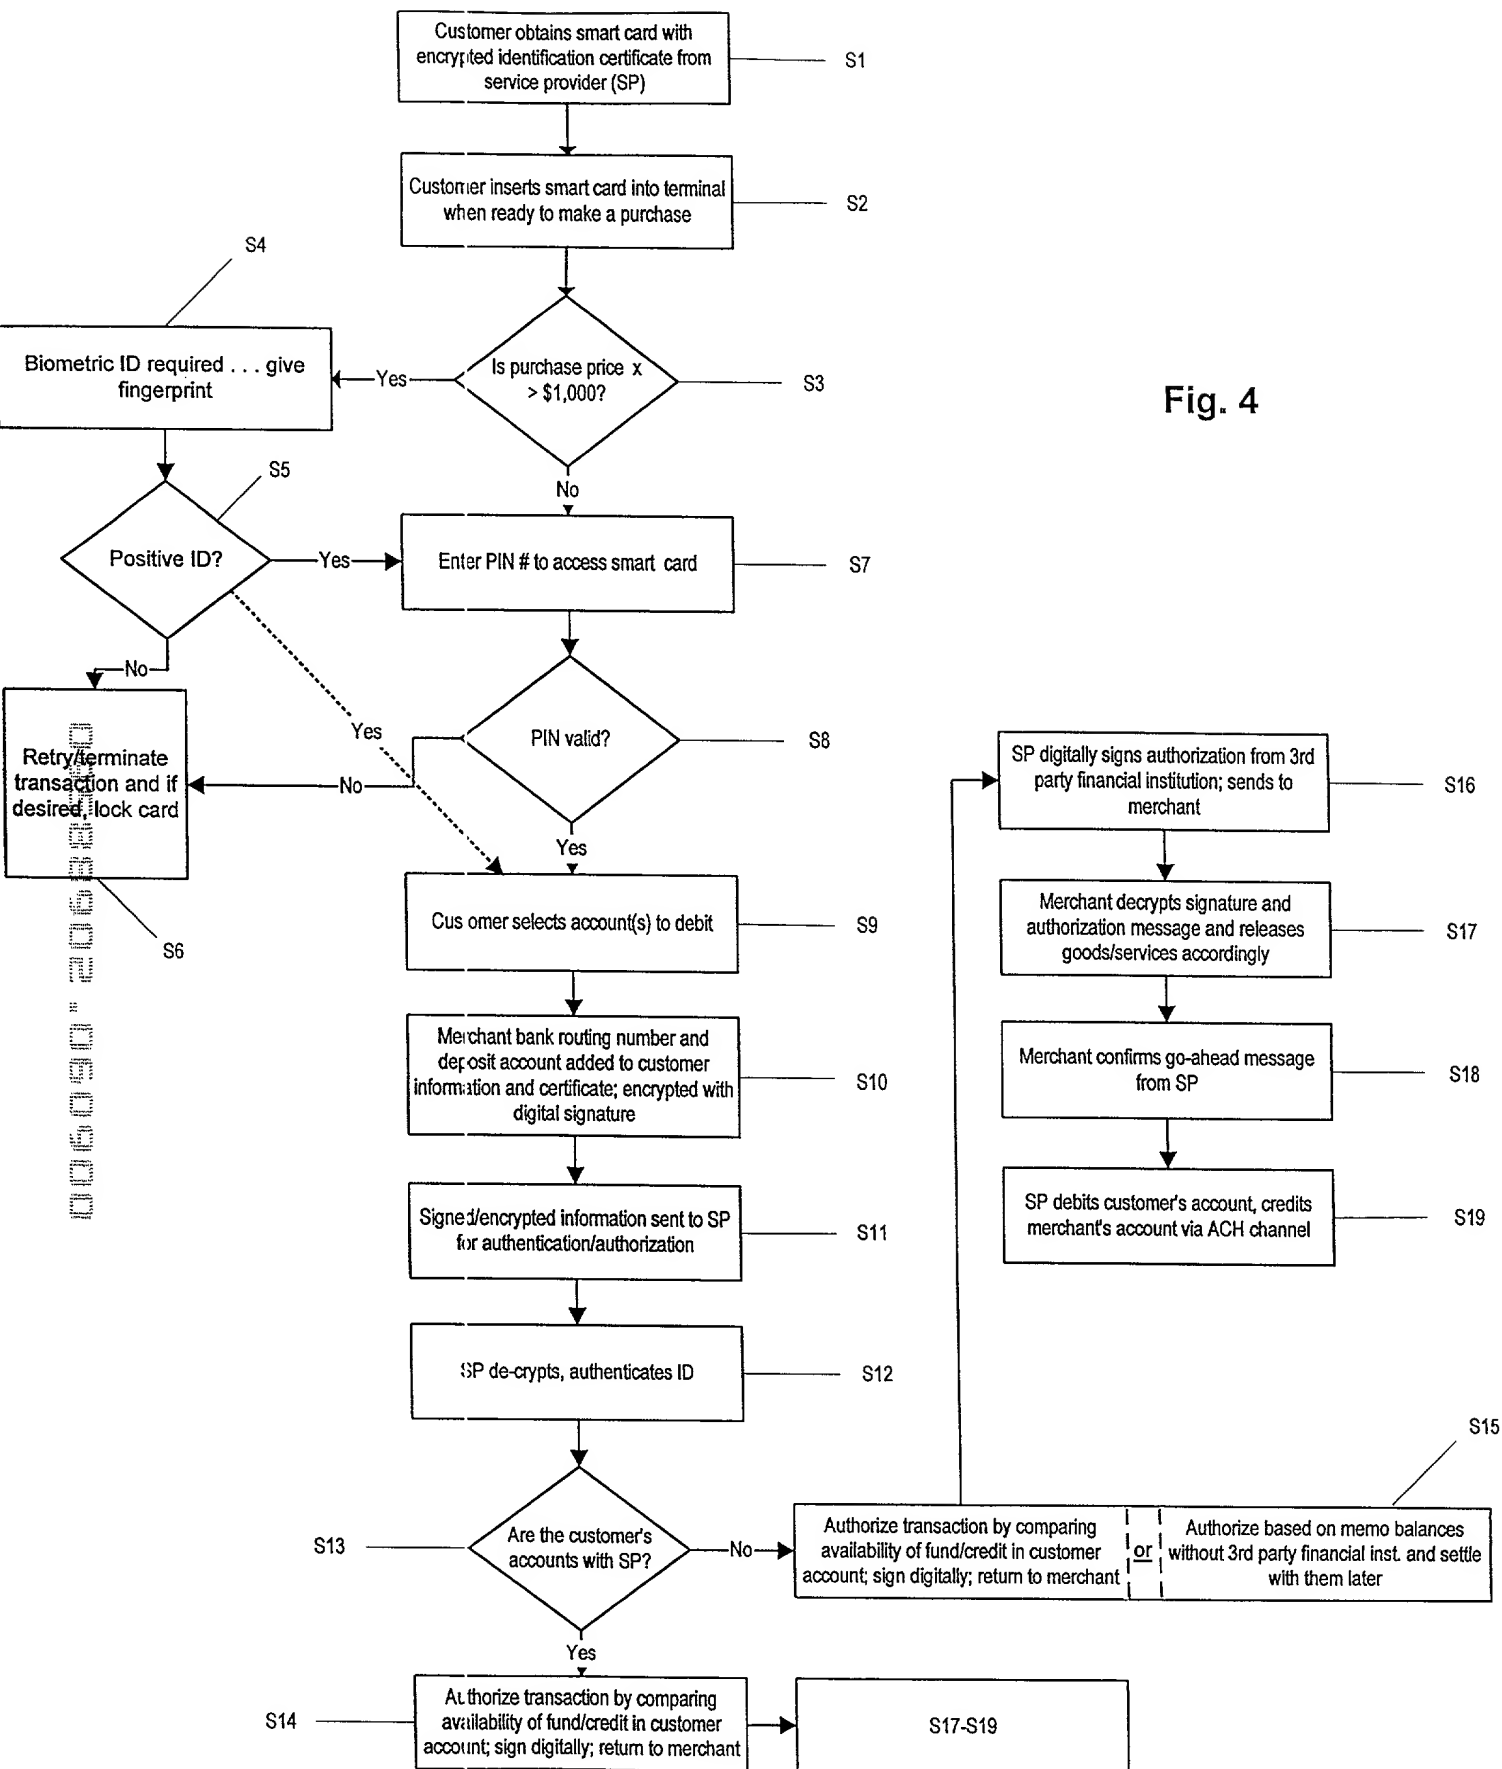 Customer obtains smart card with
encrypted identification certificate from
service provider (SP)
S1
Customer inserts smart card into terminal
when ready to make a purchase
S2
S4
Biometric ID required . . . give
fingerprint
Yes
Is purchase price x
> $1,000?
S3
Fig. 4
No
S5
Positive ID?
Yes
Enter PIN # to access smart card
S7
No
Yes
PIN valid?
S8
Retry/terminate
transaction and if
desired, lock card
No
S6
Yes
Customer selects account(s) to debit
S9
Merchant bank routing number and
deposit account added to customer
information and certificate; encrypted with
digital signature
S10
Signed/encrypted information sent to SP
for authentication/authorization
S11
SP de-crypts, authenticates ID
S12
S13
Are the customer's
accounts with SP?
No
Authorize transaction by comparing
availability of fund/credit in customer
account; sign digitally; return to merchant
or
Authorize based on memo balances
without 3rd party financial inst. and settle
with them later
S15
Yes
S14
Authorize transaction by comparing
availability of fund/credit in customer
account; sign digitally; return to merchant
S17-S19
SP digitally signs authorization from 3rd
party financial institution; sends to
merchant
S16
Merchant decrypts signature and
authorization message and releases
goods/services accordingly
S17
Merchant confirms go-ahead message
from SP
S18
SP debits customer's account, credits
merchant's account via ACH channel
S19